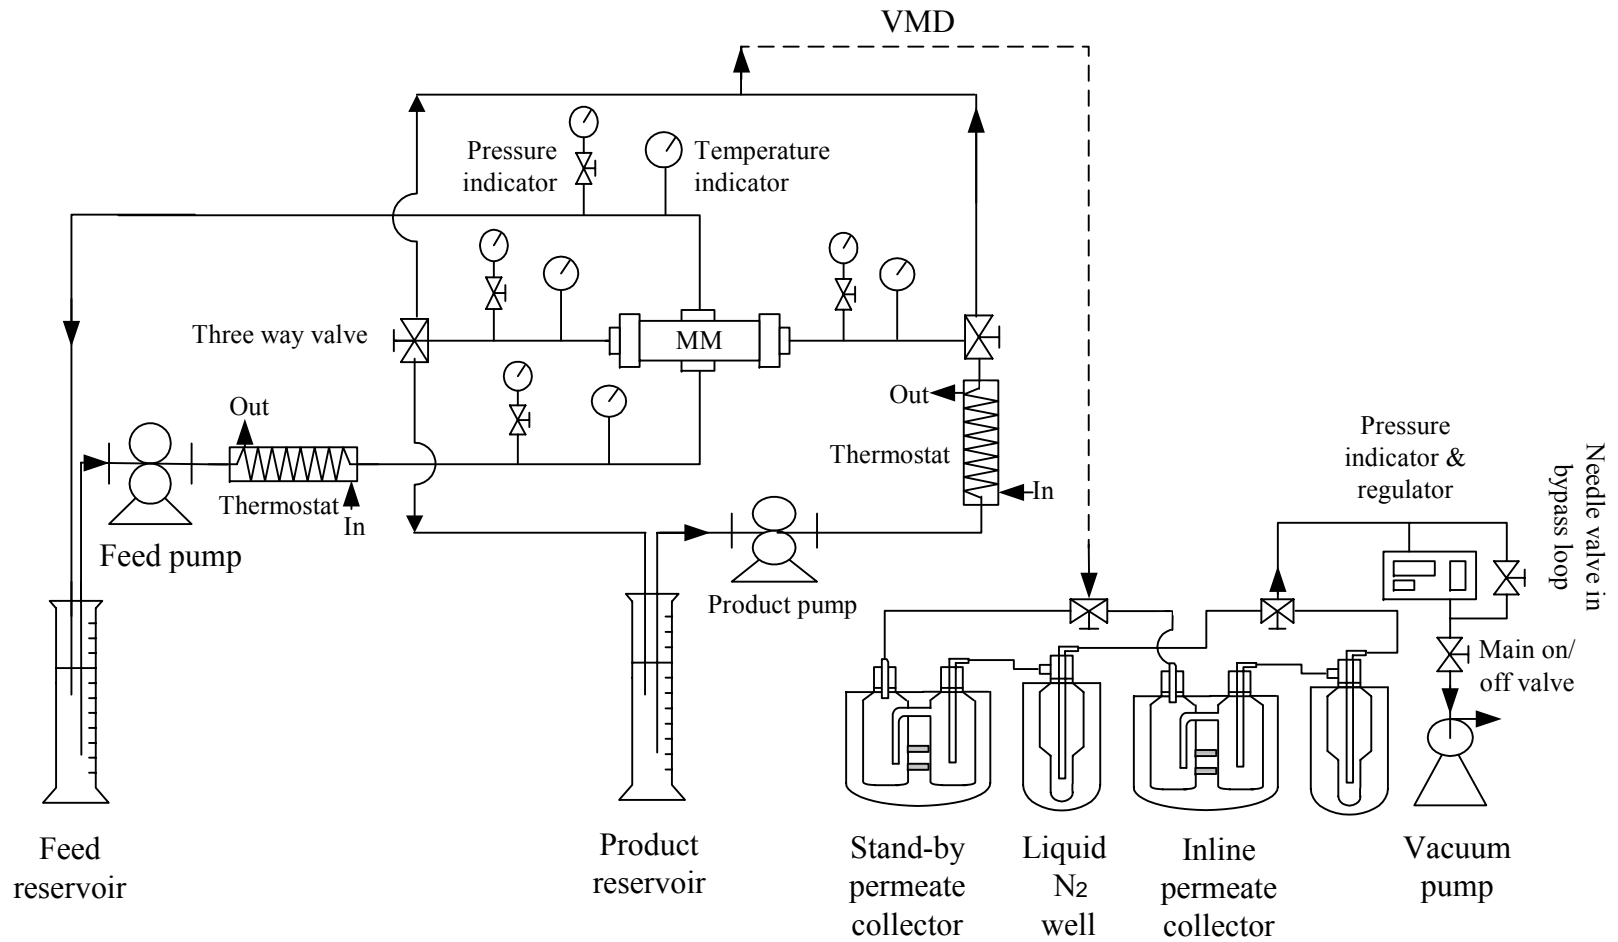 VMD
Pressure
indicator
Temperature
indicator
Three way valve
MM
Out
Thermostat
In
Feed pump
Out
Thermostat
In
Product pump
Pressure
indicator &
regulator
Needle valve in
bypass loop
Main on/
off valve
Feed
reservoir
Product
reservoir
Stand-by
permeate
collector
Liquid
N2
well
Inline
permeate
collector
Vacuum
pump